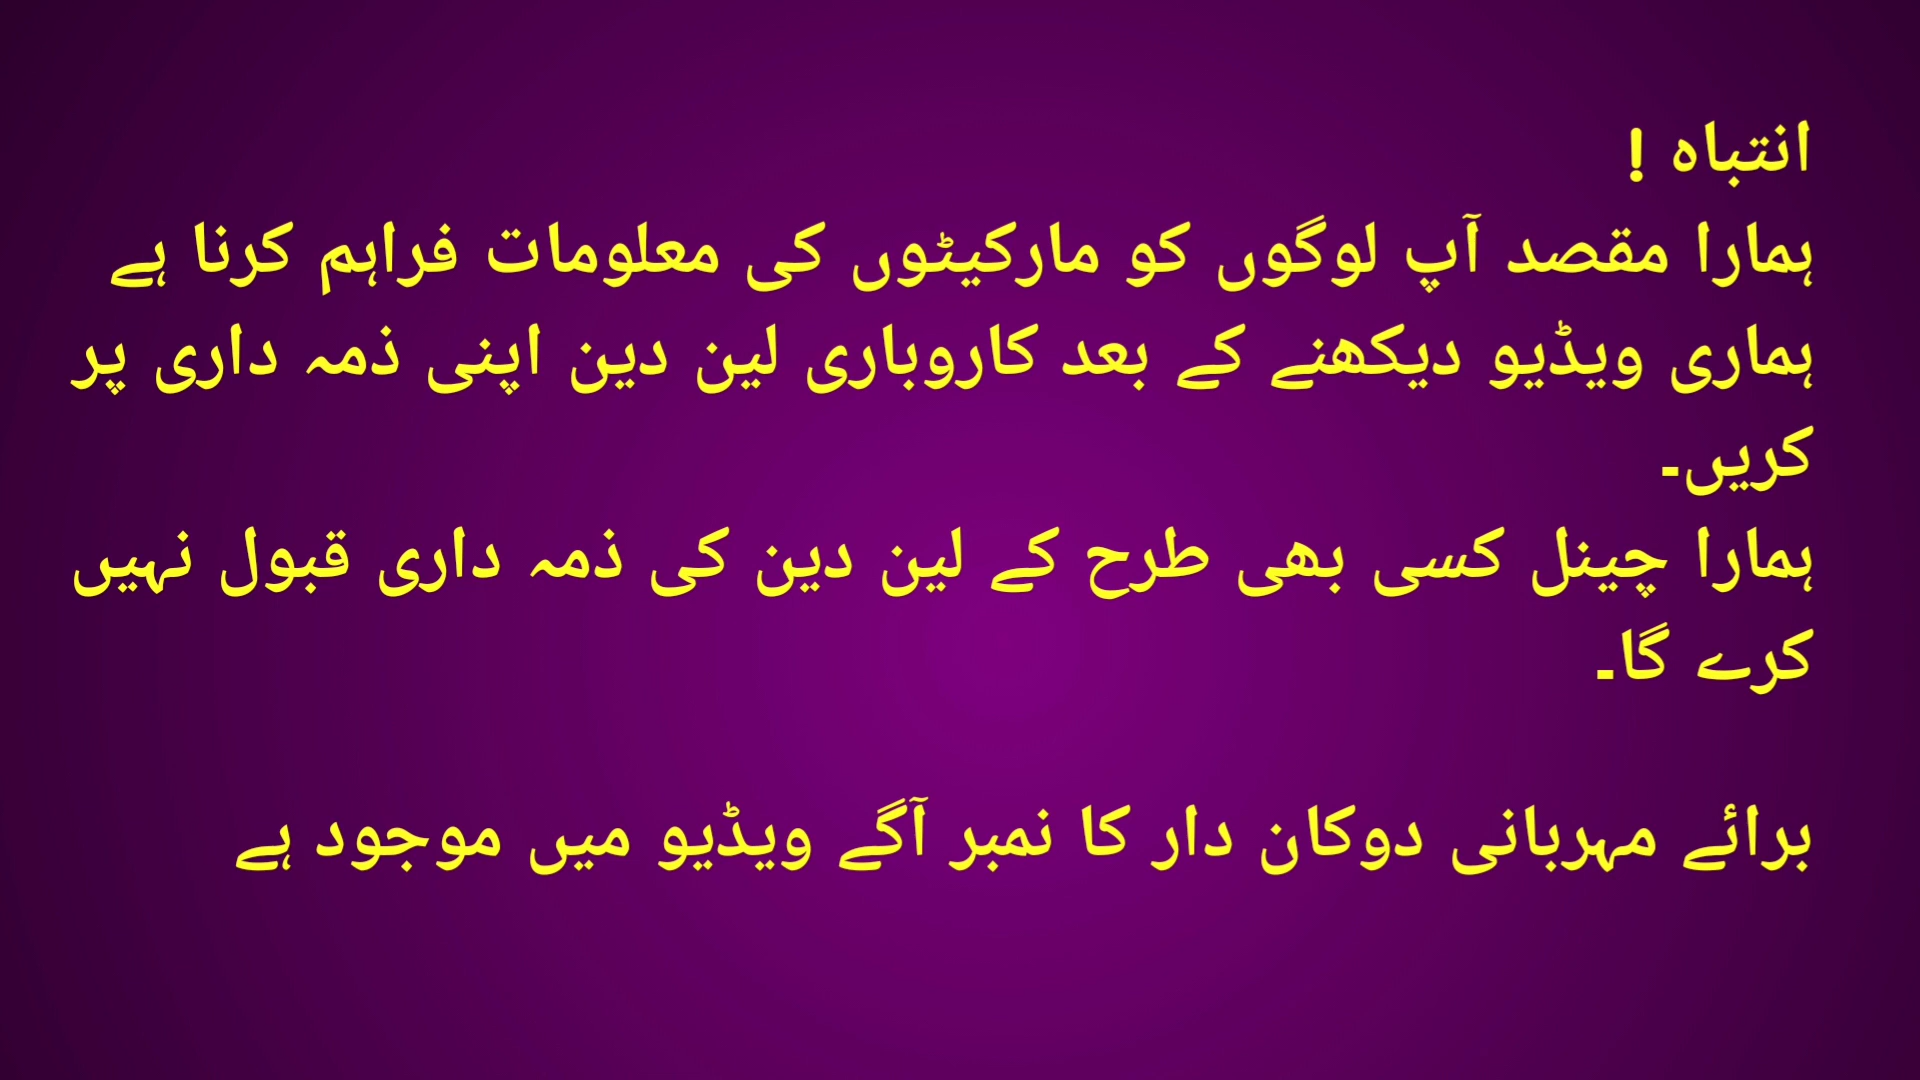 انتباہ !
ہمارا مقصد آپ لوگوں کو مارکیٹوں کی معلومات فراہم کرنا ہے
ہماری ویڈیو دیکھنے کے بعد کاروباری لین دین اپنی ذمہ داری پر
کریں۔
ہمارا چینل کسی بھی طرح کے لین دین کی ذمہ داری قبول نہیں
کرے گا۔
برائے مہربانی دوکان دار کا نمبر آگے ویڈیو میں موجود ہے